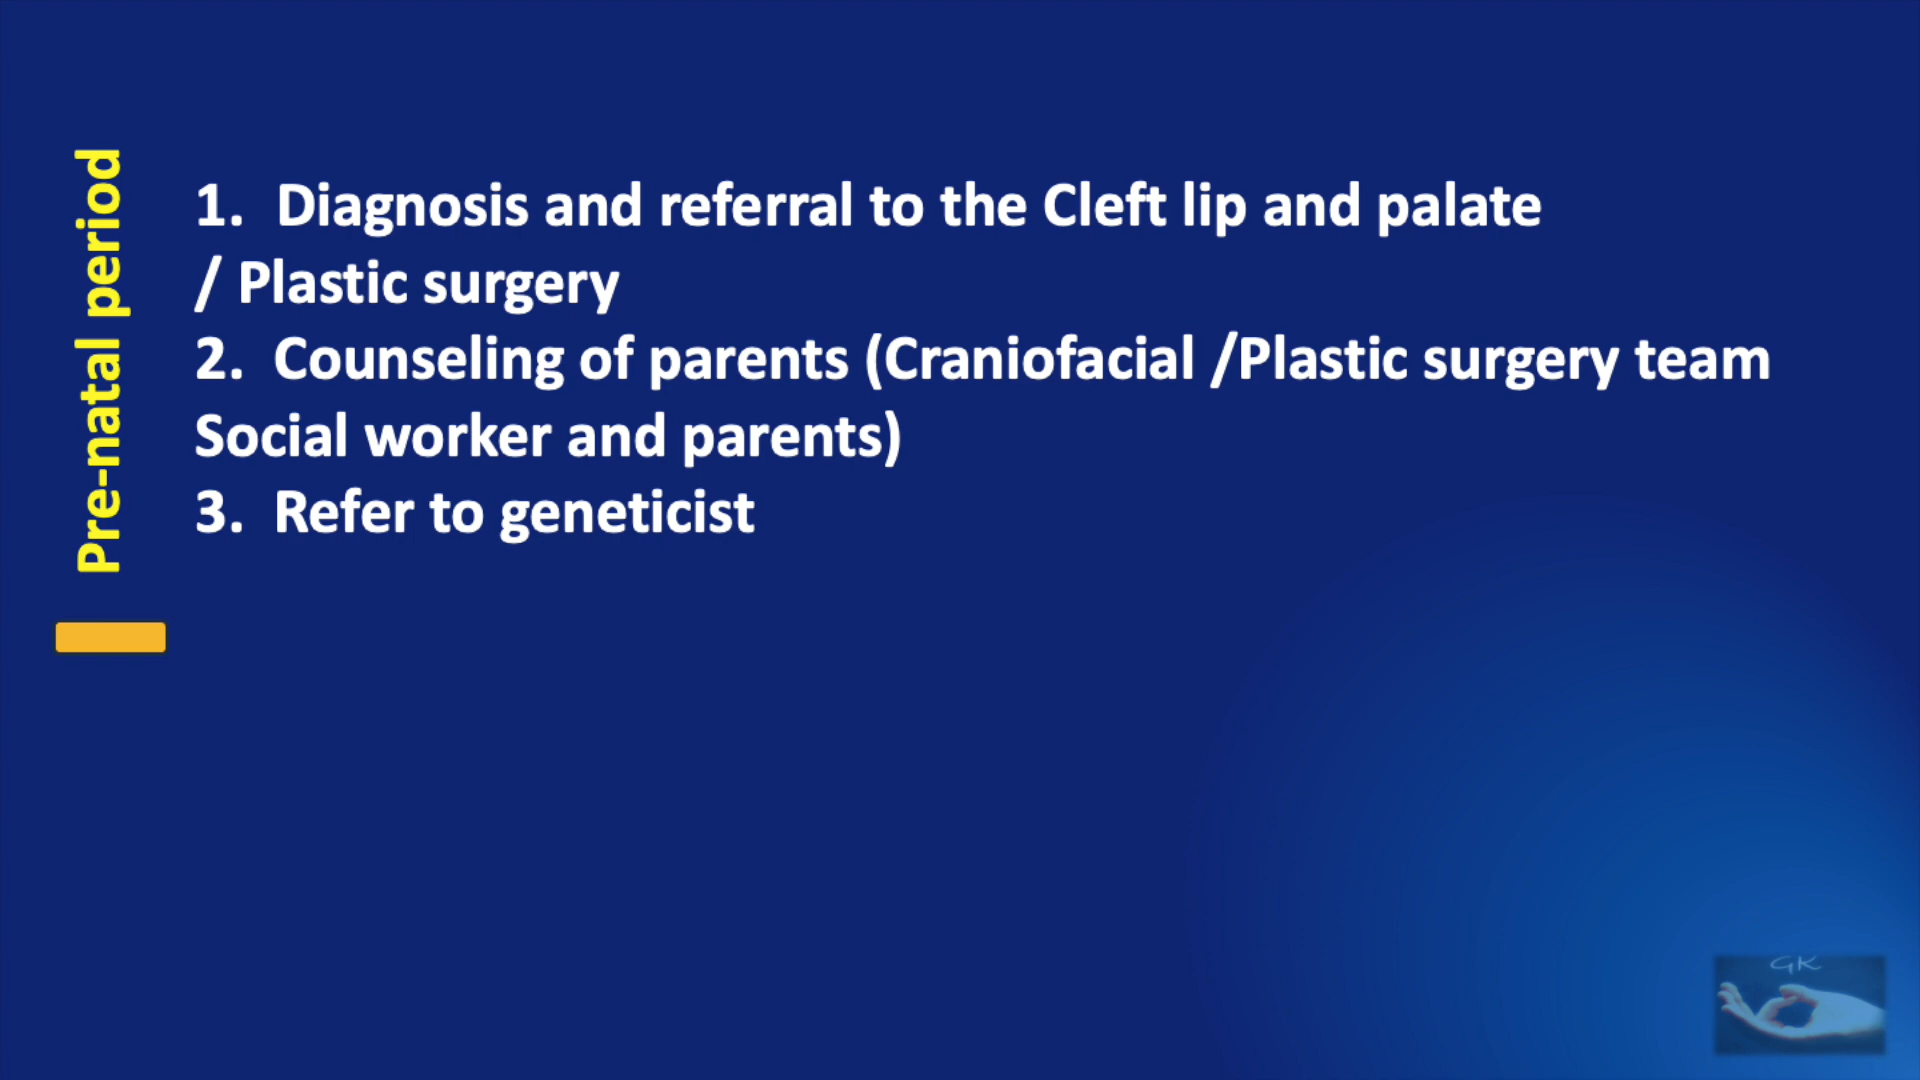 Pre-natal period
1. Diagnosis and referral to the Cleft lip and palate
/ Plastic surgery
2. Counseling of parents (Craniofacial /Plastic surgery team
Social worker and parents)
3. Refer to geneticist
GK